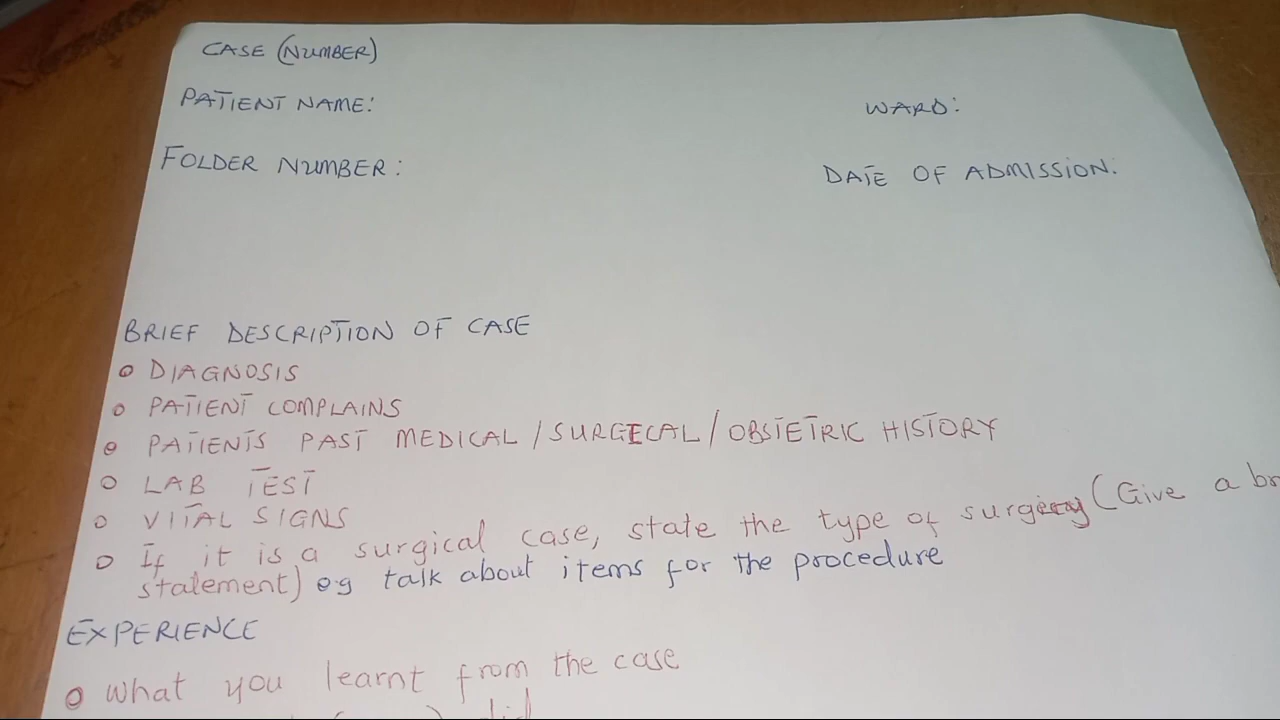 CASE (NUMBER)
PATIENT NAME:
WARD:
FOLDER NUMBER:
DATE OF ADMISSION:
BRIEF DESCRIPTION OF CASE
DIAGNOSIS
PATIENT COMPLAINS
PATIENTS PAST MEDICAL/SURGECAL/OBSTETRIC HISTORY
LAB TEST
VITAL SIGNS
If it is a surgical case, state the type of surgery (Give a
statement) eg talk about items for the procedure
EXPERIENCE
What you learnt from the case